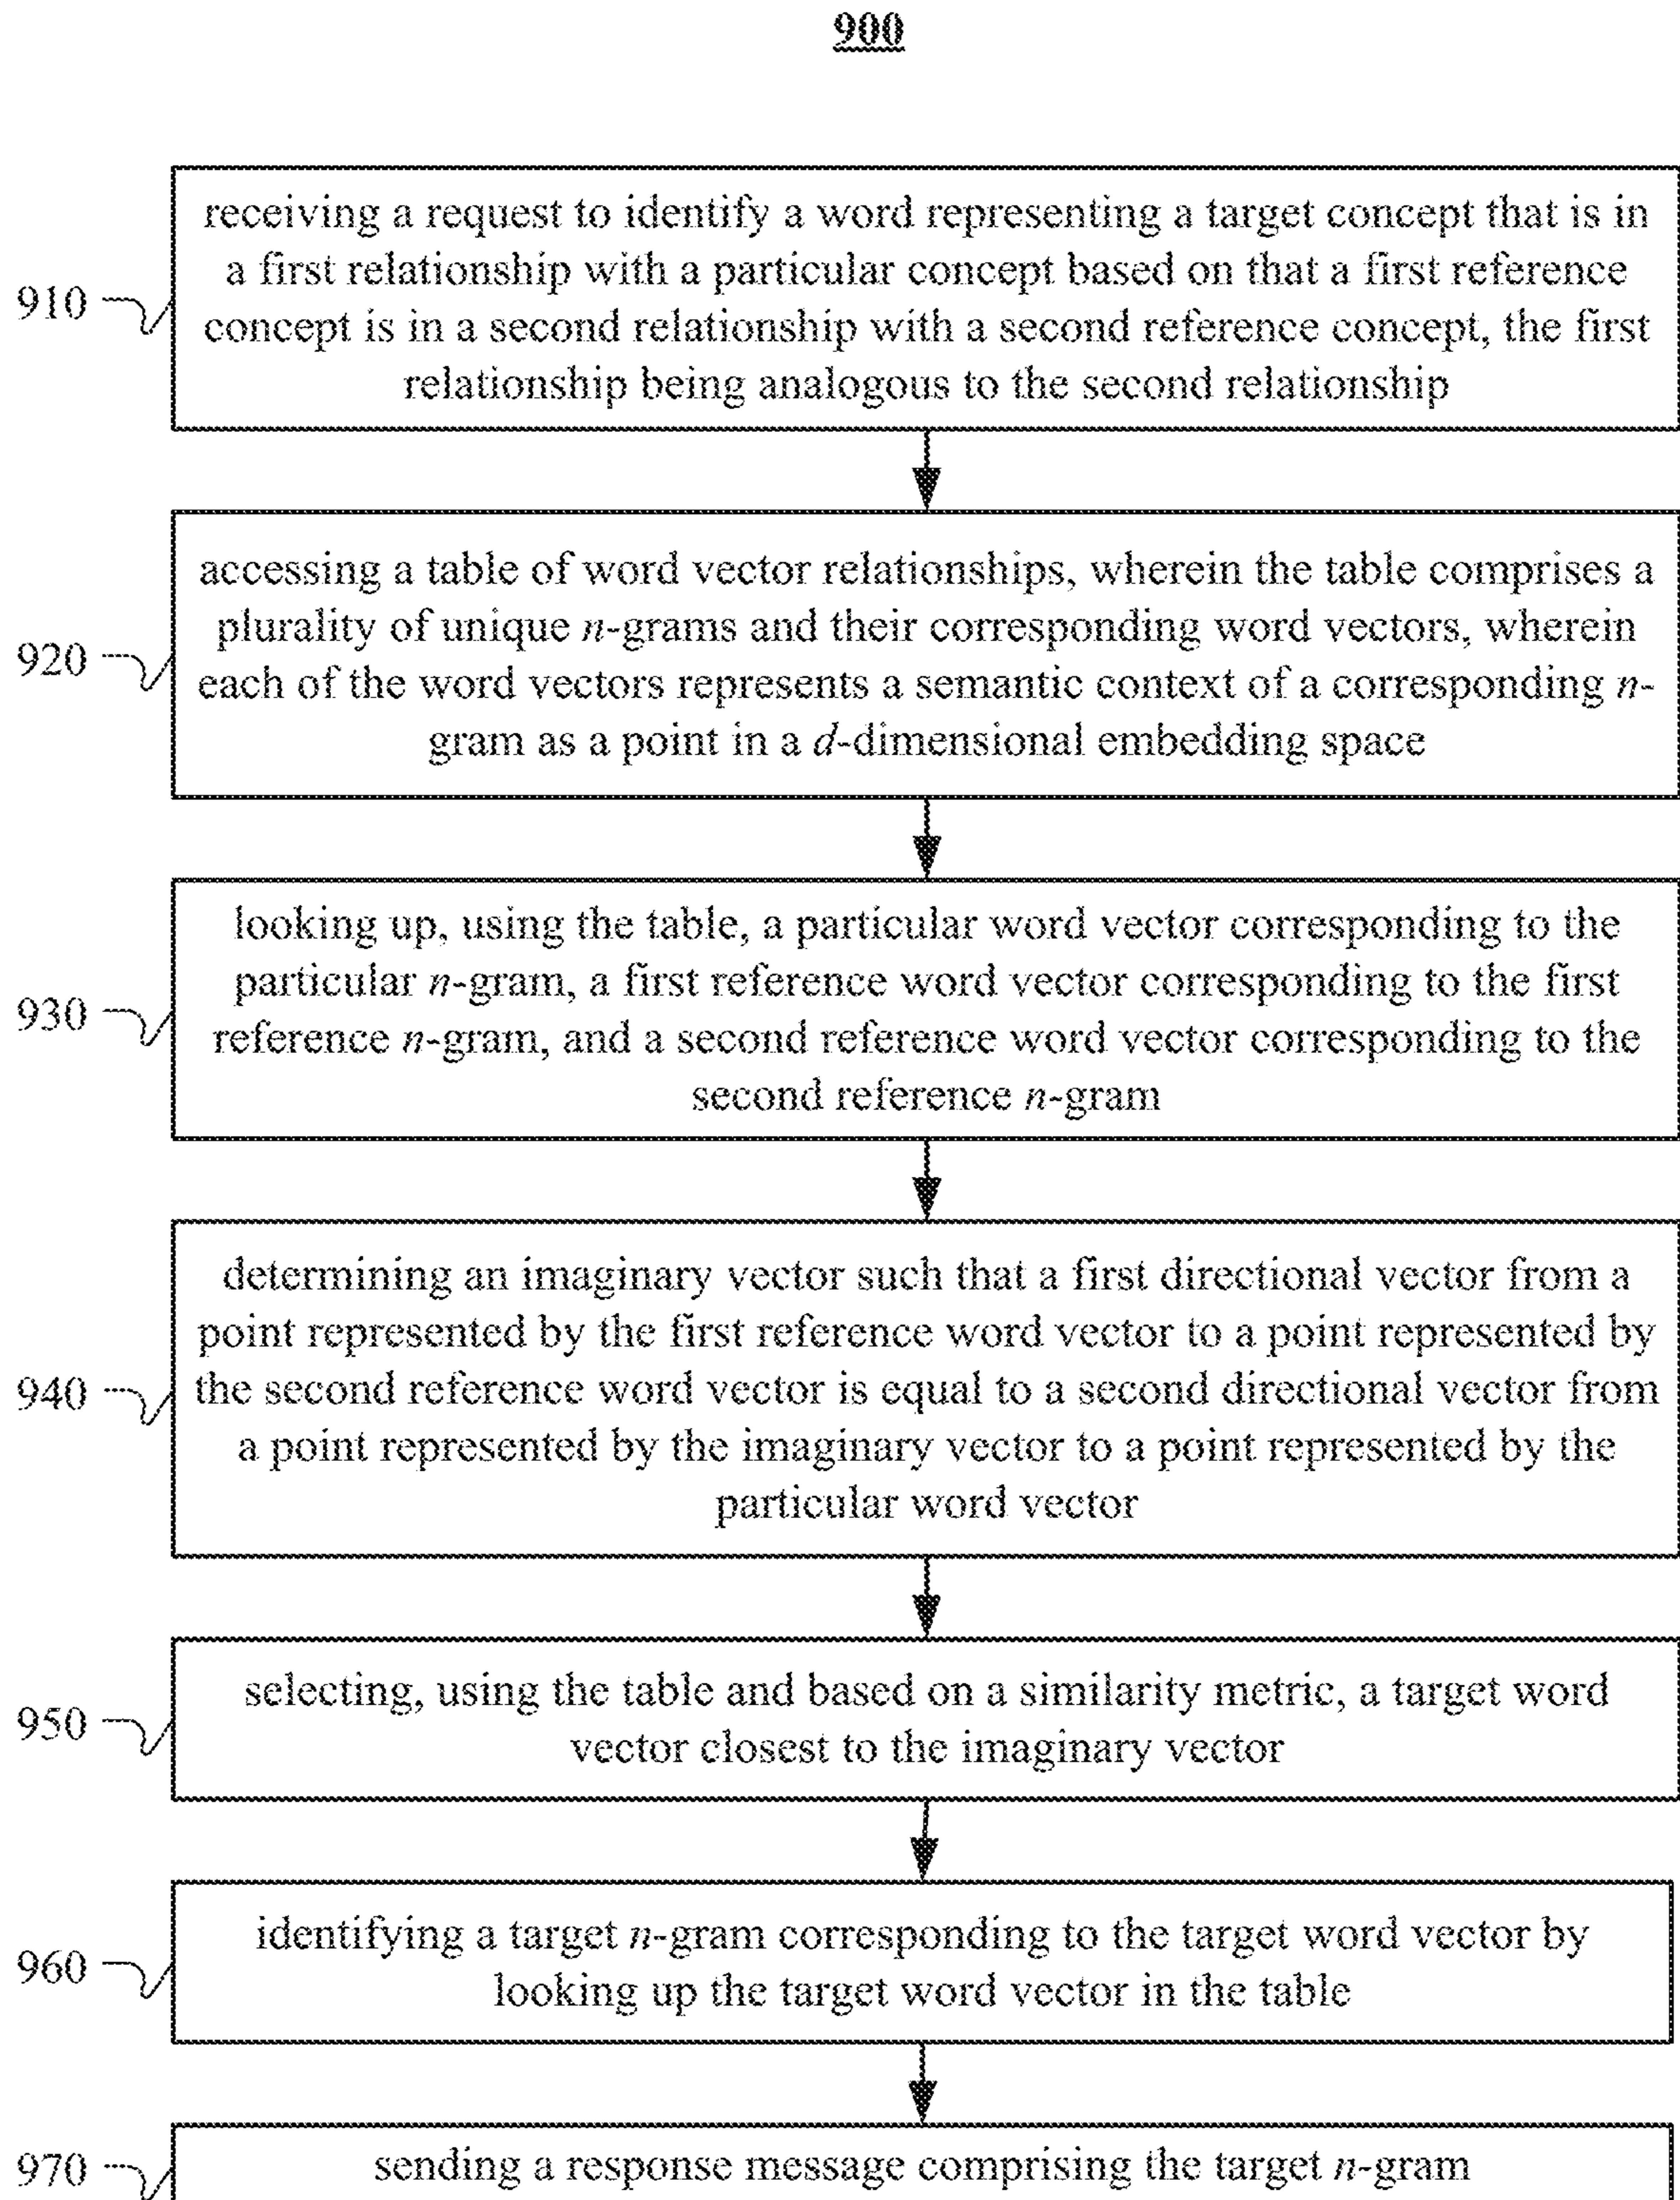 900
receiving a request to identify a word representing a target concept that is in
a first relationship with a particular concept based on that a first reference
910
concept is in a second relationship with a second reference concept, the first
relationship being analogous to the second relationship
accessing a table of word vector relationships, wherein the table comprises a
plurality of unique n-grams and their corresponding word vectors, wherein
920
each of the word vectors represents a semantic context of a corresponding n-
gram as a point in a d-dimensional embedding space
looking up, using the table, a particular word vector corresponding to the
particular n-gram, a first reference word vector corresponding to the first
930
reference n-gram, and a second reference word vector corresponding to the
second reference n-gram
determining an imaginary vector such that a first directional vector from a
point represented by the first reference word vector to a point represented by
940
the second reference word vector is equal to a second directional vector from
a point represented by the imaginary vector to a point represented by the
particular word vector
selecting, using the table and based on a similarity metric, a target word
950
vector closest to the imaginary vector
identifying a target n-gram corresponding to the target word vector by
960
looking up the target word vector in the table
970
sending a response message comprising the target n-gram